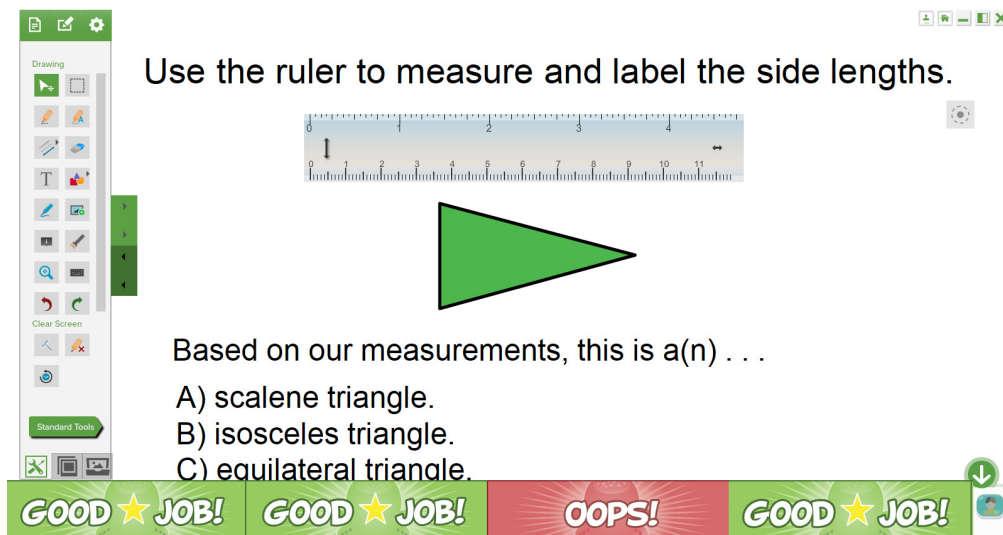 Drawing
Use the ruler to measure and label the side lengths.
0 1 2 3 4
0 1 2 3 4 5 6 7 8 9 10 11
T
Clear Screen
Based on our measurements, this is a(n) . . .
A) scalene triangle.
B) isosceles triangle.
Standard Tools
C) equilateral triangle.
GOOD JOB! GOOD JOB! OOPS! GOOD JOB!